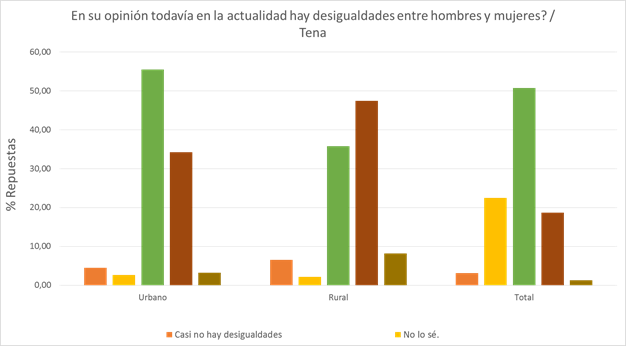 En su opinión todavía en la actualidad hay desigualdades entre hombres y mujeres? /
Tena
% Repuestas
60,00
50,00
40,00
30,00
20,00
10,00
0,00
Urbano
Rural
Total
Casi no hay desigualdades
No lo sé.